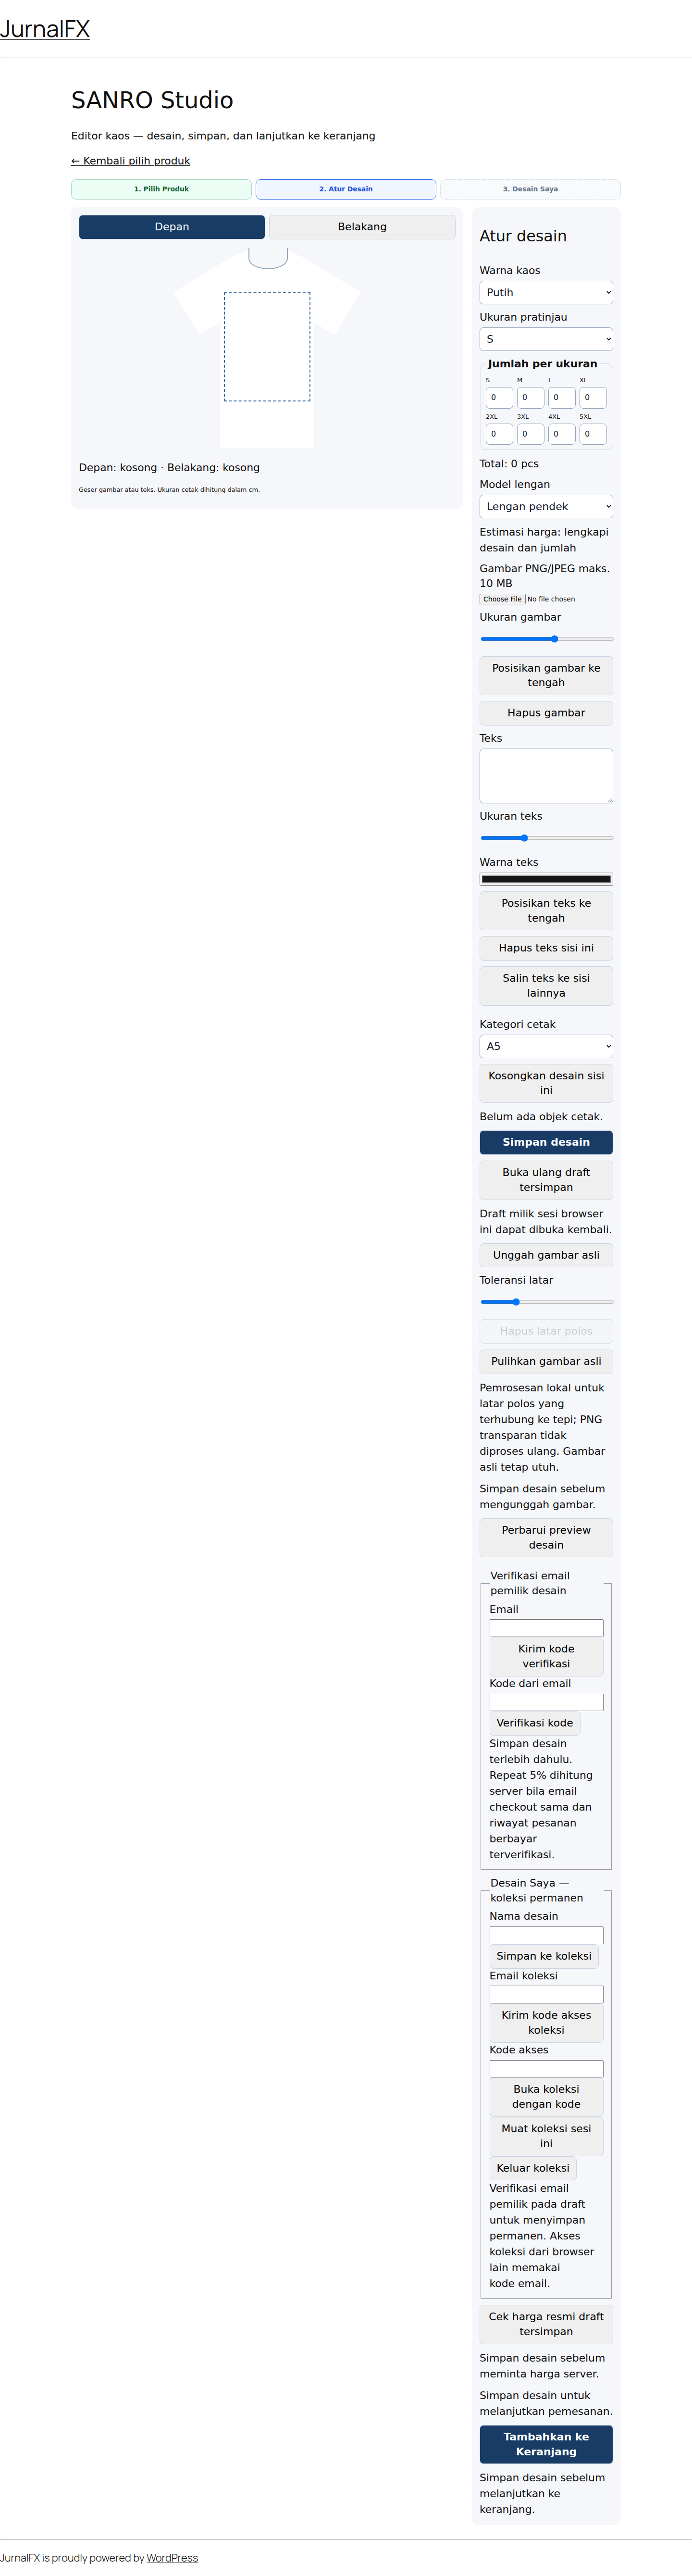 JurnalFX
SANRO Studio
Editor kaos — desain, simpan, dan lanjutkan ke keranjang
← Kembali pilih produk
1. Pilih Produk
2. Atur Desain
3. Desain Saya
Depan
Belakang
Depan: kosong · Belakang: kosong
Geser gambar atau teks. Ukuran cetak dihitung dalam cm.
Atur desain
Warna kaos
Putih
Ukuran pratinjau
S
Jumlah per ukuran
S M L XL
0 0 0 0
2XL 3XL 4XL 5XL
0 0 0 0
Total: 0 pcs
Model lengan
Lengan pendek
Estimasi harga: lengkapi
desain dan jumlah
Gambar PNG/JPEG maks.
10 MB
Choose File No file chosen
Ukuran gambar
Posisikan gambar ke
tengah
Hapus gambar
Teks
Ukuran teks
Warna teks
Posisikan teks ke
tengah
Hapus teks sisi ini
Salin teks ke sisi
lainnya
Kategori cetak
A5
Kosongkan desain sisi
ini
Belum ada objek cetak.
Simpan desain
Buka ulang draft
tersimpan
Draft milik sesi browser
ini dapat dibuka kembali.
Unggah gambar asli
Toleransi latar
Hapus latar polos
Pulihkan gambar asli
Pemrosesan lokal untuk
latar polos yang
terhubung ke tepi; PNG
transparan tidak
diproses ulang. Gambar
asli tetap utuh.
Simpan desain sebelum
mengunggah gambar.
Perbarui preview
desain
Verifikasi email
pemilik desain
Email
Kirim kode
verifikasi
Kode dari email
Verifikasi kode
Simpan desain
terlebih dahulu.
Repeat 5% dihitung
server bila email
checkout sama dan
riwayat pesanan
berbayar
terverifikasi.
Desain Saya —
koleksi permanen
Nama desain
Simpan ke koleksi
Email koleksi
Kirim kode akses
koleksi
Kode akses
Buka koleksi
dengan kode
Muat koleksi sesi
ini
Keluar koleksi
Verifikasi email
pemilik pada draft
untuk menyimpan
permanen. Akses
koleksi dari browser
lain memakai
kode email.
Cek harga resmi draft
tersimpan
Simpan desain sebelum
meminta harga server.
Simpan desain untuk
melanjutkan pemesanan.
Tambahkan ke
Keranjang
Simpan desain sebelum
melanjutkan ke
keranjang.
JurnalFX is proudly powered by WordPress